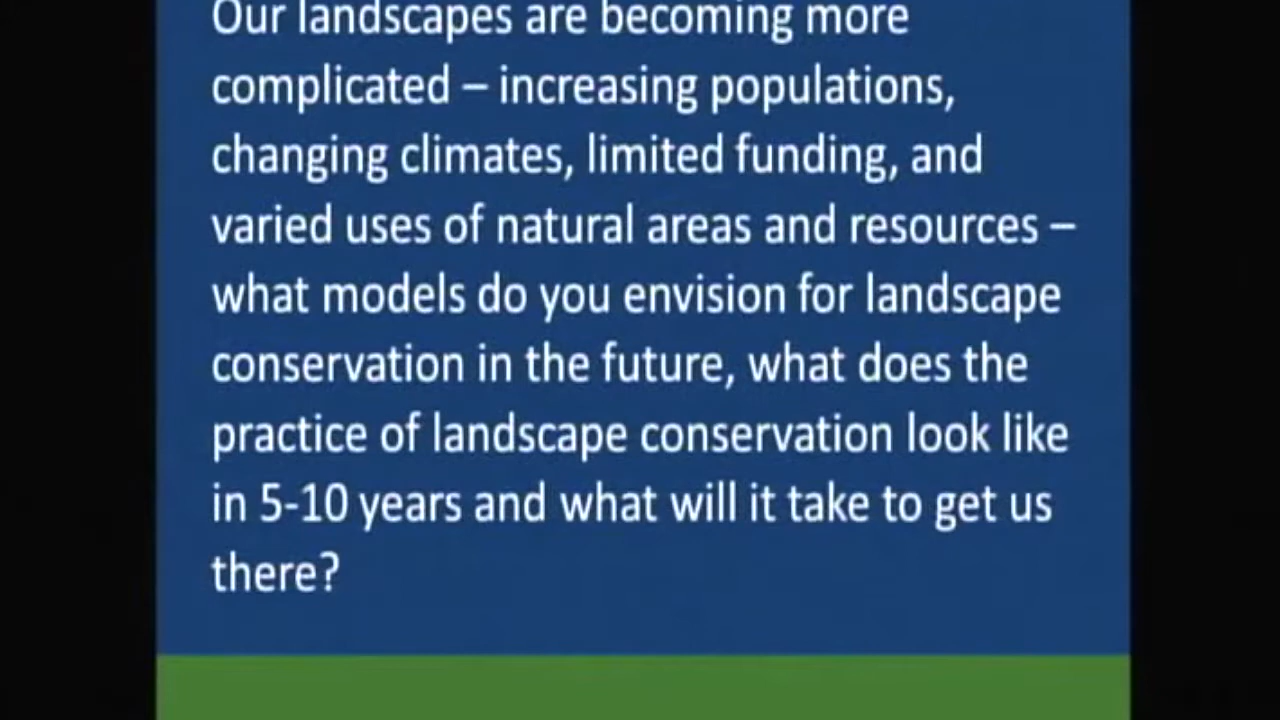 Our landscapes are becoming more
complicated – increasing populations,
changing climates, limited funding, and
varied uses of natural areas and resources –
what models do you envision for landscape
conservation in the future, what does the
practice of landscape conservation look like
in 5-10 years and what will it take to get us
there?